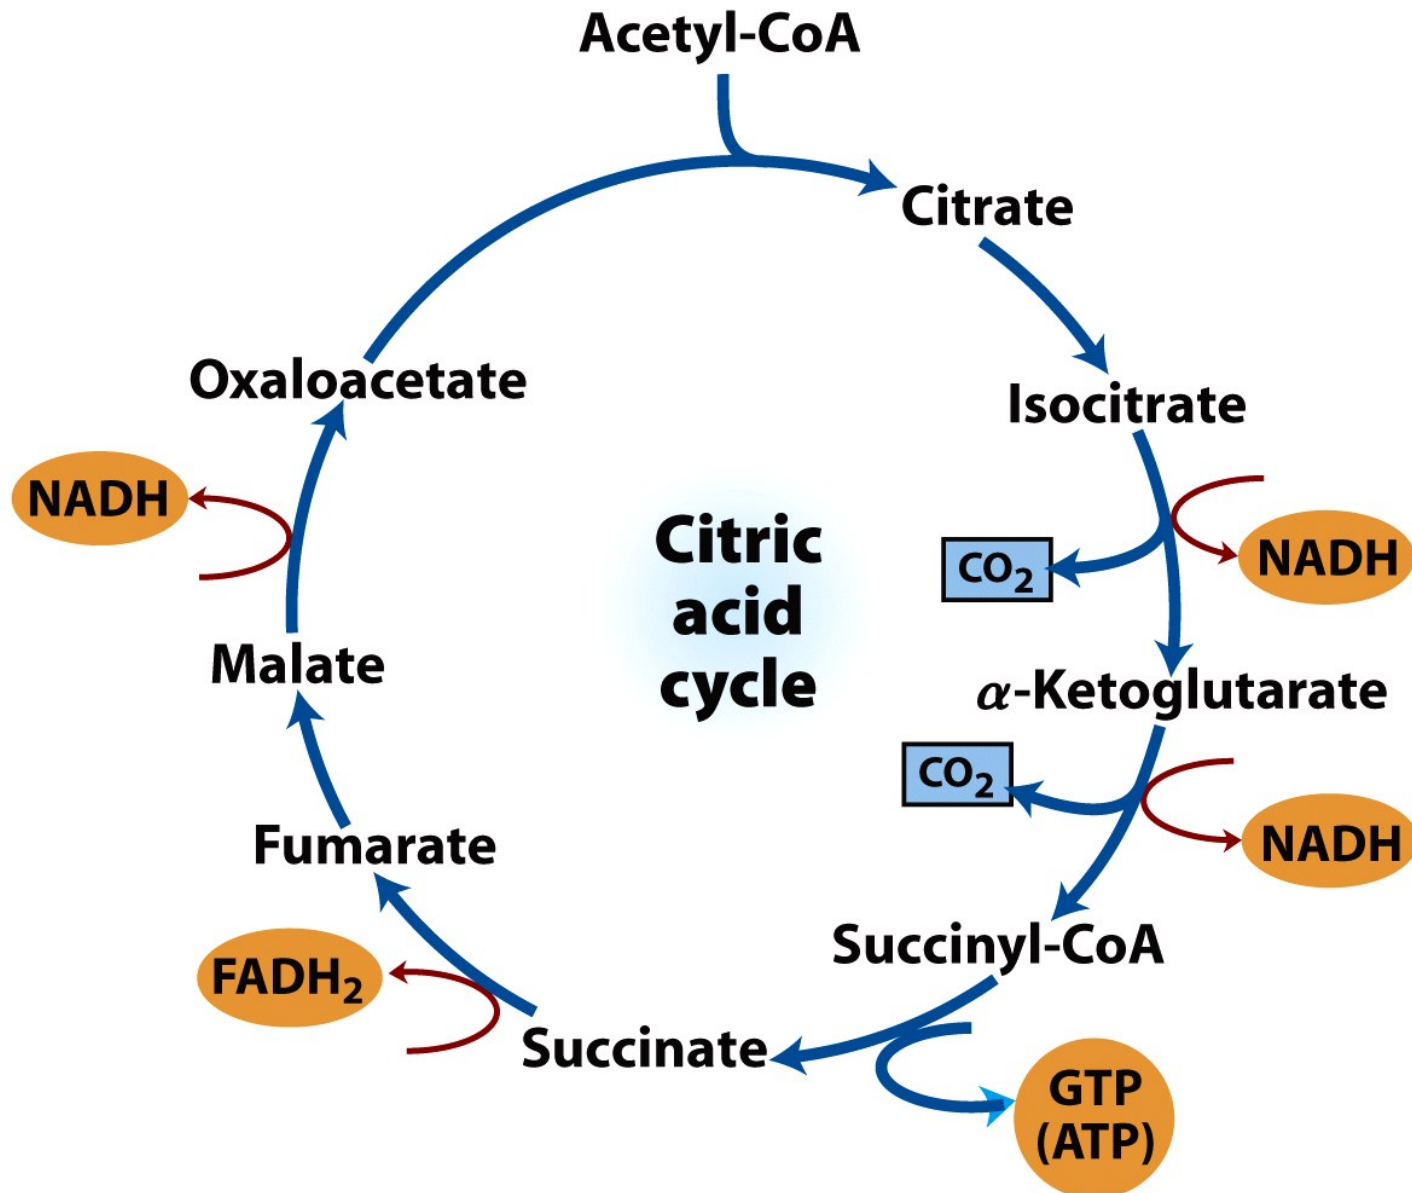 Acetyl-CoA
Citrate
Oxaloacetate
Isocitrate
NADH
Citric
acid
cycle
CO₂
NADH
Malate
α-Ketoglutarate
CO₂
NADH
Fumarate
Succinyl-CoA
FADH₂
Succinate
GTP
(ATP)